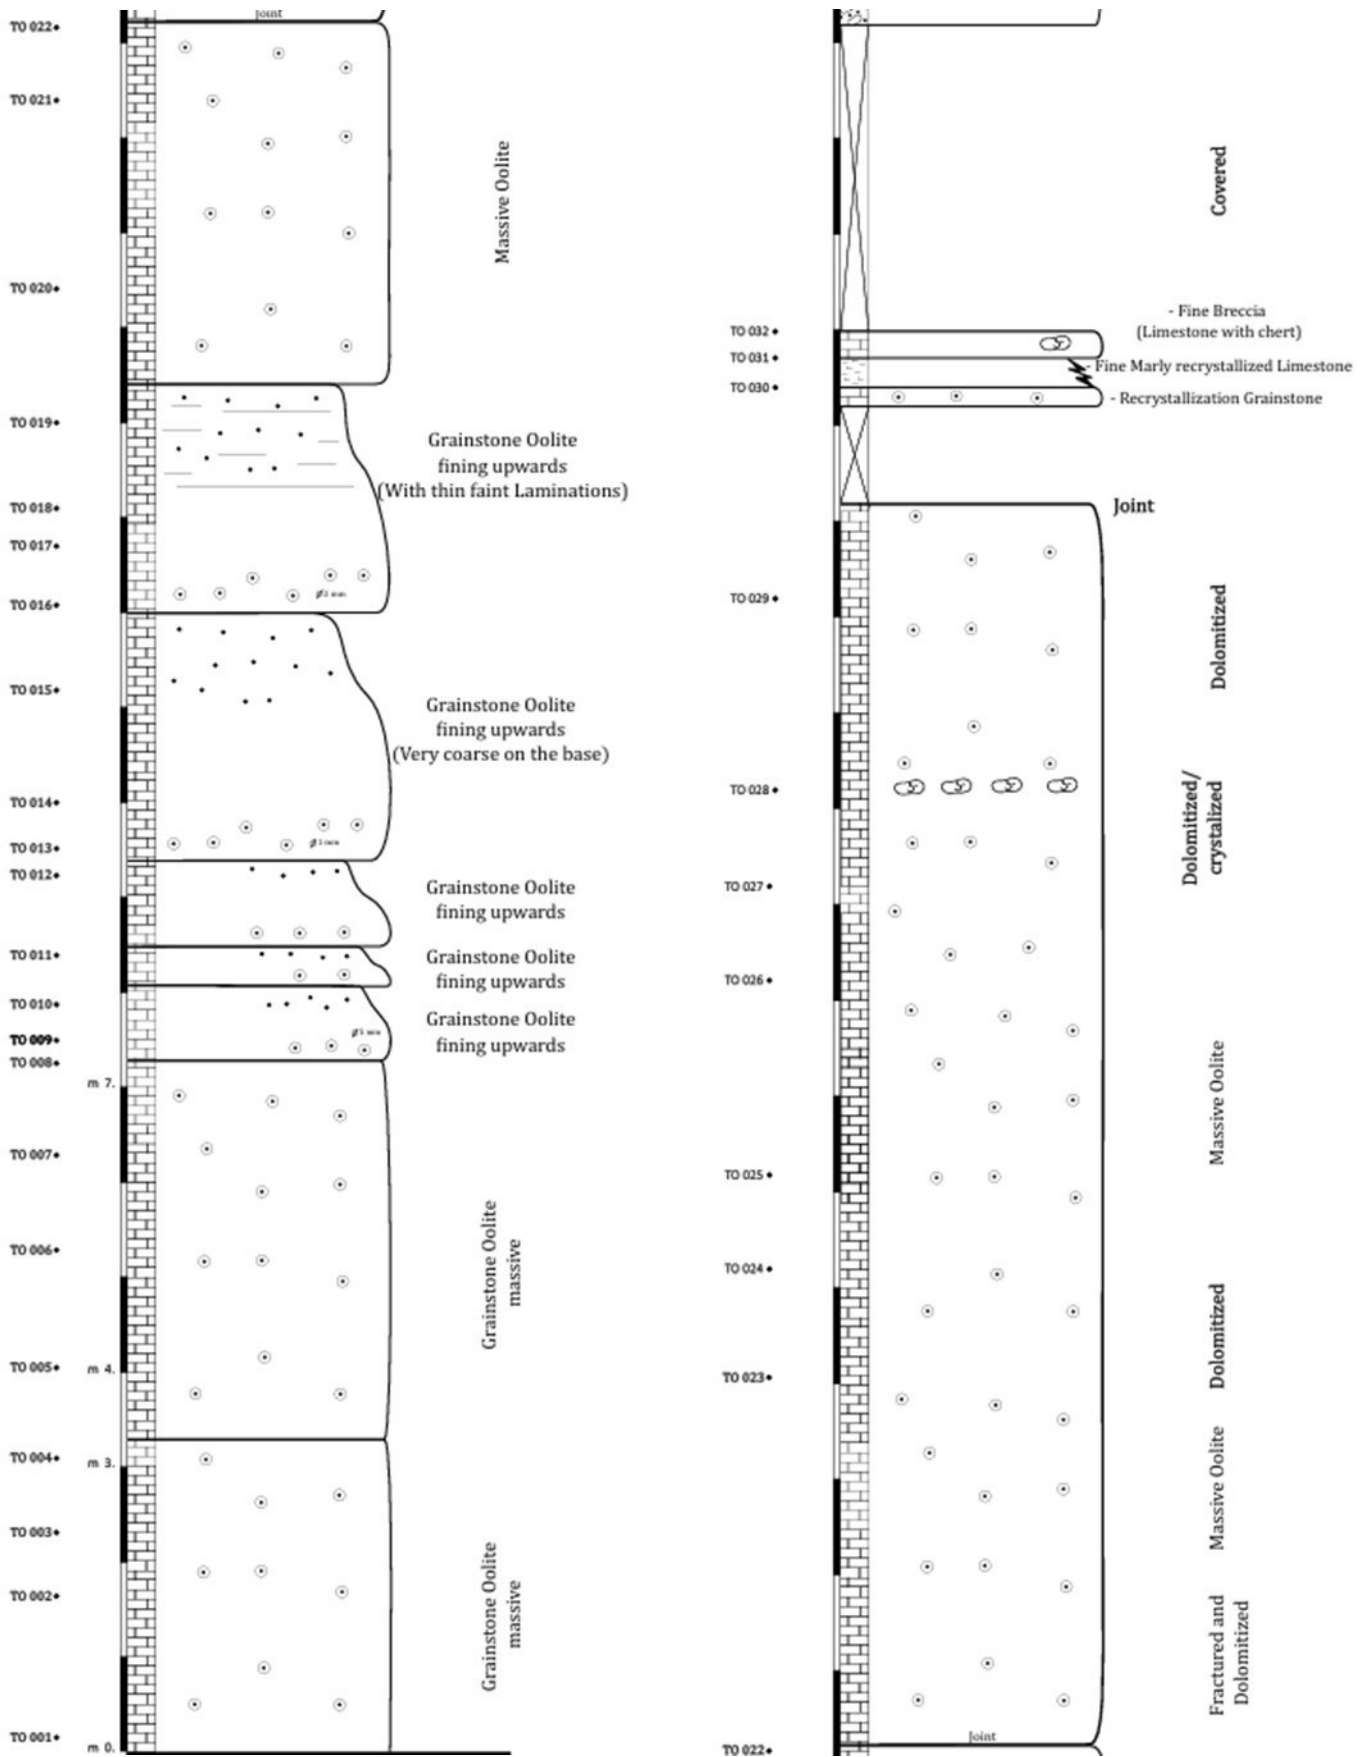 Joint
TO 022
TO 021
Massive Oolite
TO 020
TO 019
Grainstone Oolite
fining upwards
(With thin faint Laminations)
TO 018
TO 017
TO 016
TO 015
Grainstone Oolite
fining upwards
(Very coarse on the base)
TO 014
TO 013
TO 012
Grainstone Oolite
fining upwards
TO 011
Grainstone Oolite
fining upwards
TO 010
Grainstone Oolite
fining upwards
TO 009
TO 008
m 7.
TO 007
Grainstone Oolite
massive
TO 006
TO 005
m 4.
TO 004
m 3.
TO 003
Grainstone Oolite
massive
TO 002
TO 001
m 0.
Covered
- Fine Breccia
(Limestone with chert)
TO 032
TO 031
- Fine Marly recrystallized Limestone
TO 030
- Recrystallization Grainstone
Joint
TO 029
Dolomitized
TO 028
Dolomitized/
crystalized
TO 027
TO 026
Massive Oolite
TO 025
TO 024
Dolomitized
TO 023
Massive Oolite
Fractured and
Dolomitized
Joint
TO 022